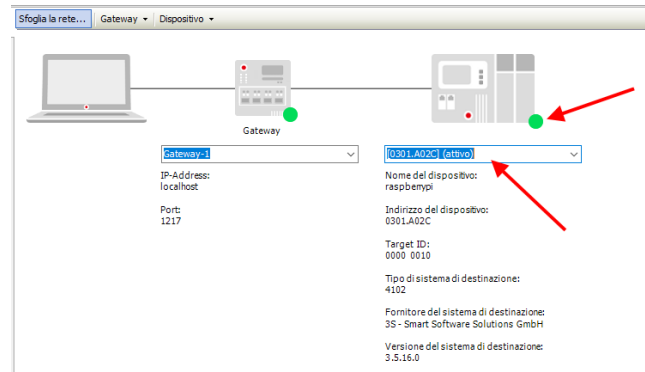 Sfoglia la rete... Gateway Dispositivo
Gateway
Gateway-1
[0301.A02C] (attivo)
IP-Address:
localhost
Port:
1217
Nome del dispositivo:
raspberrypi
Indirizzo del dispositivo:
0301.A02C
Target ID:
0000 0010
Tipo di sistema di destinazione:
4102
Fornitore del sistema di destinazione:
3S - Smart Software Solutions GmbH
Versione del sistema di destinazione:
3.5.16.0